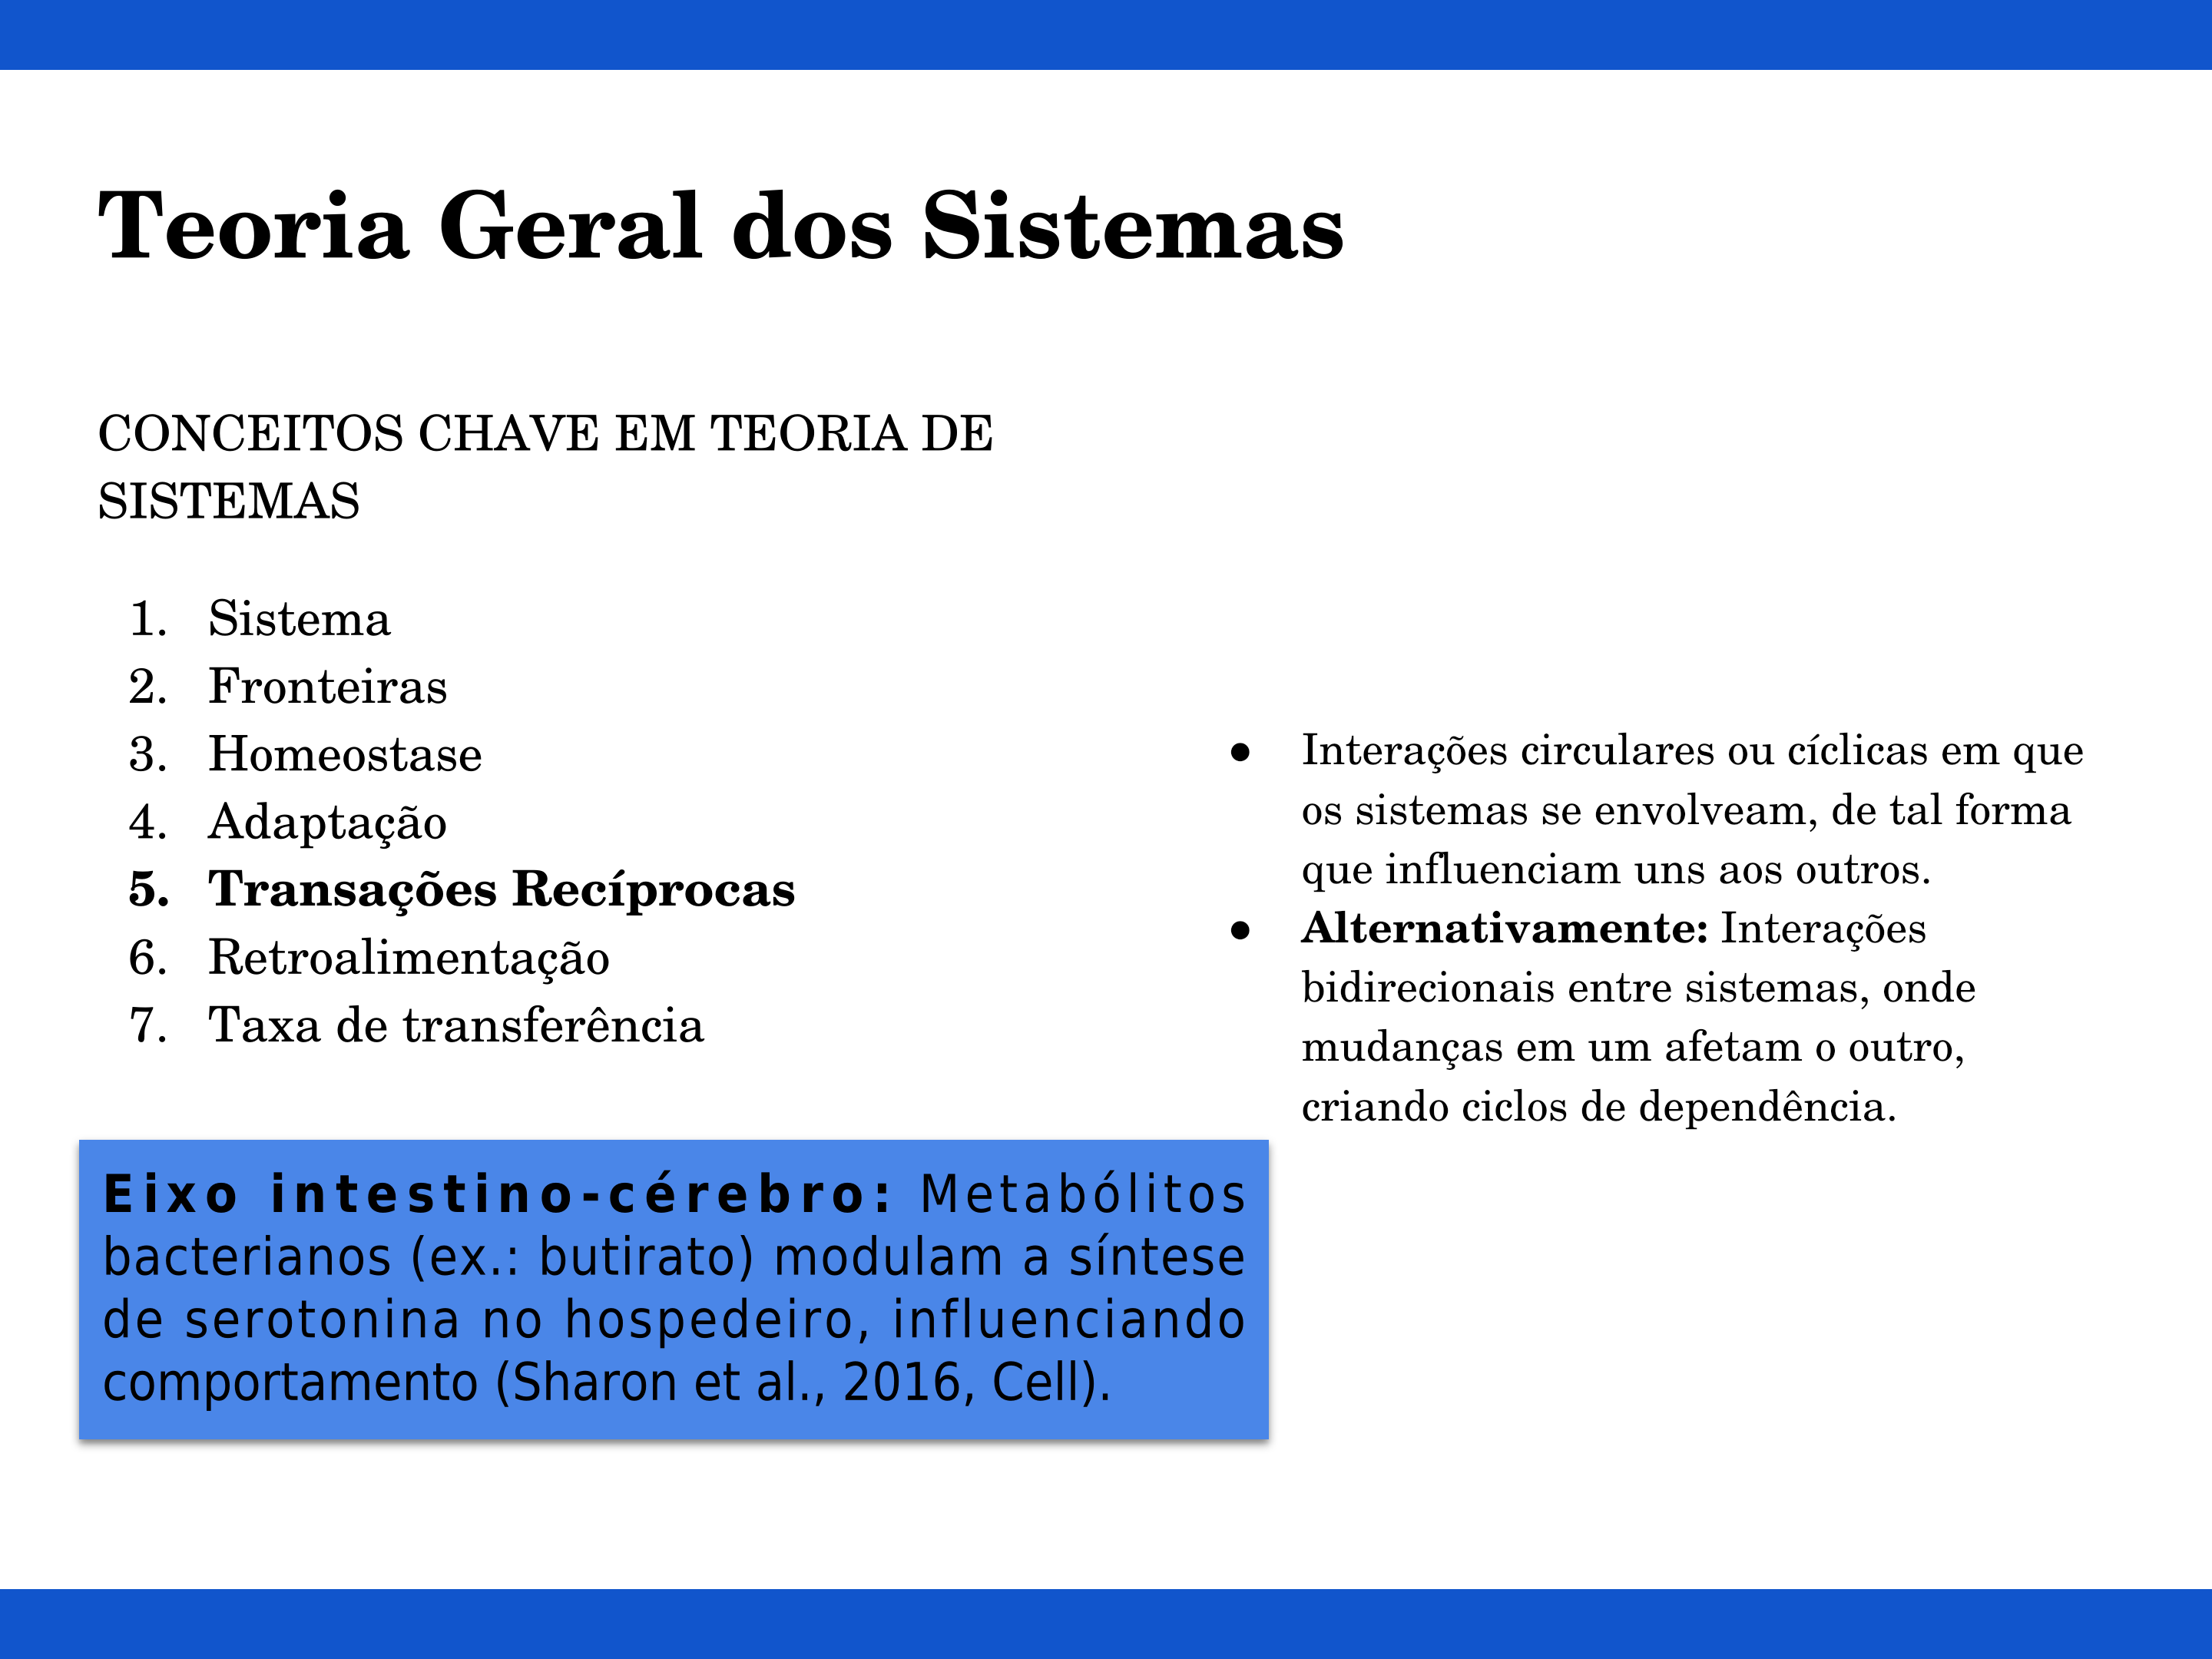 Teoria Geral dos Sistemas
CONCEITOS CHAVE EM TEORIA DE
SISTEMAS
1. Sistema
2. Fronteiras
3. Homeostase
4. Adaptação
5. Transações Recíprocas
6. Retroalimentação
7. Taxa de transferência
● Interações circulares ou cíclicas em que
os sistemas se envolveam, de tal forma
que influenciam uns aos outros.
● Alternativamente: Interações
bidirecionais entre sistemas, onde
mudanças em um afetam o outro,
criando ciclos de dependência.
Eixo intestino-cérebro: Metabólitos
bacterianos (ex.: butirato) modulam a síntese
de serotonina no hospedeiro, influenciando
comportamento (Sharon et al., 2016, Cell).